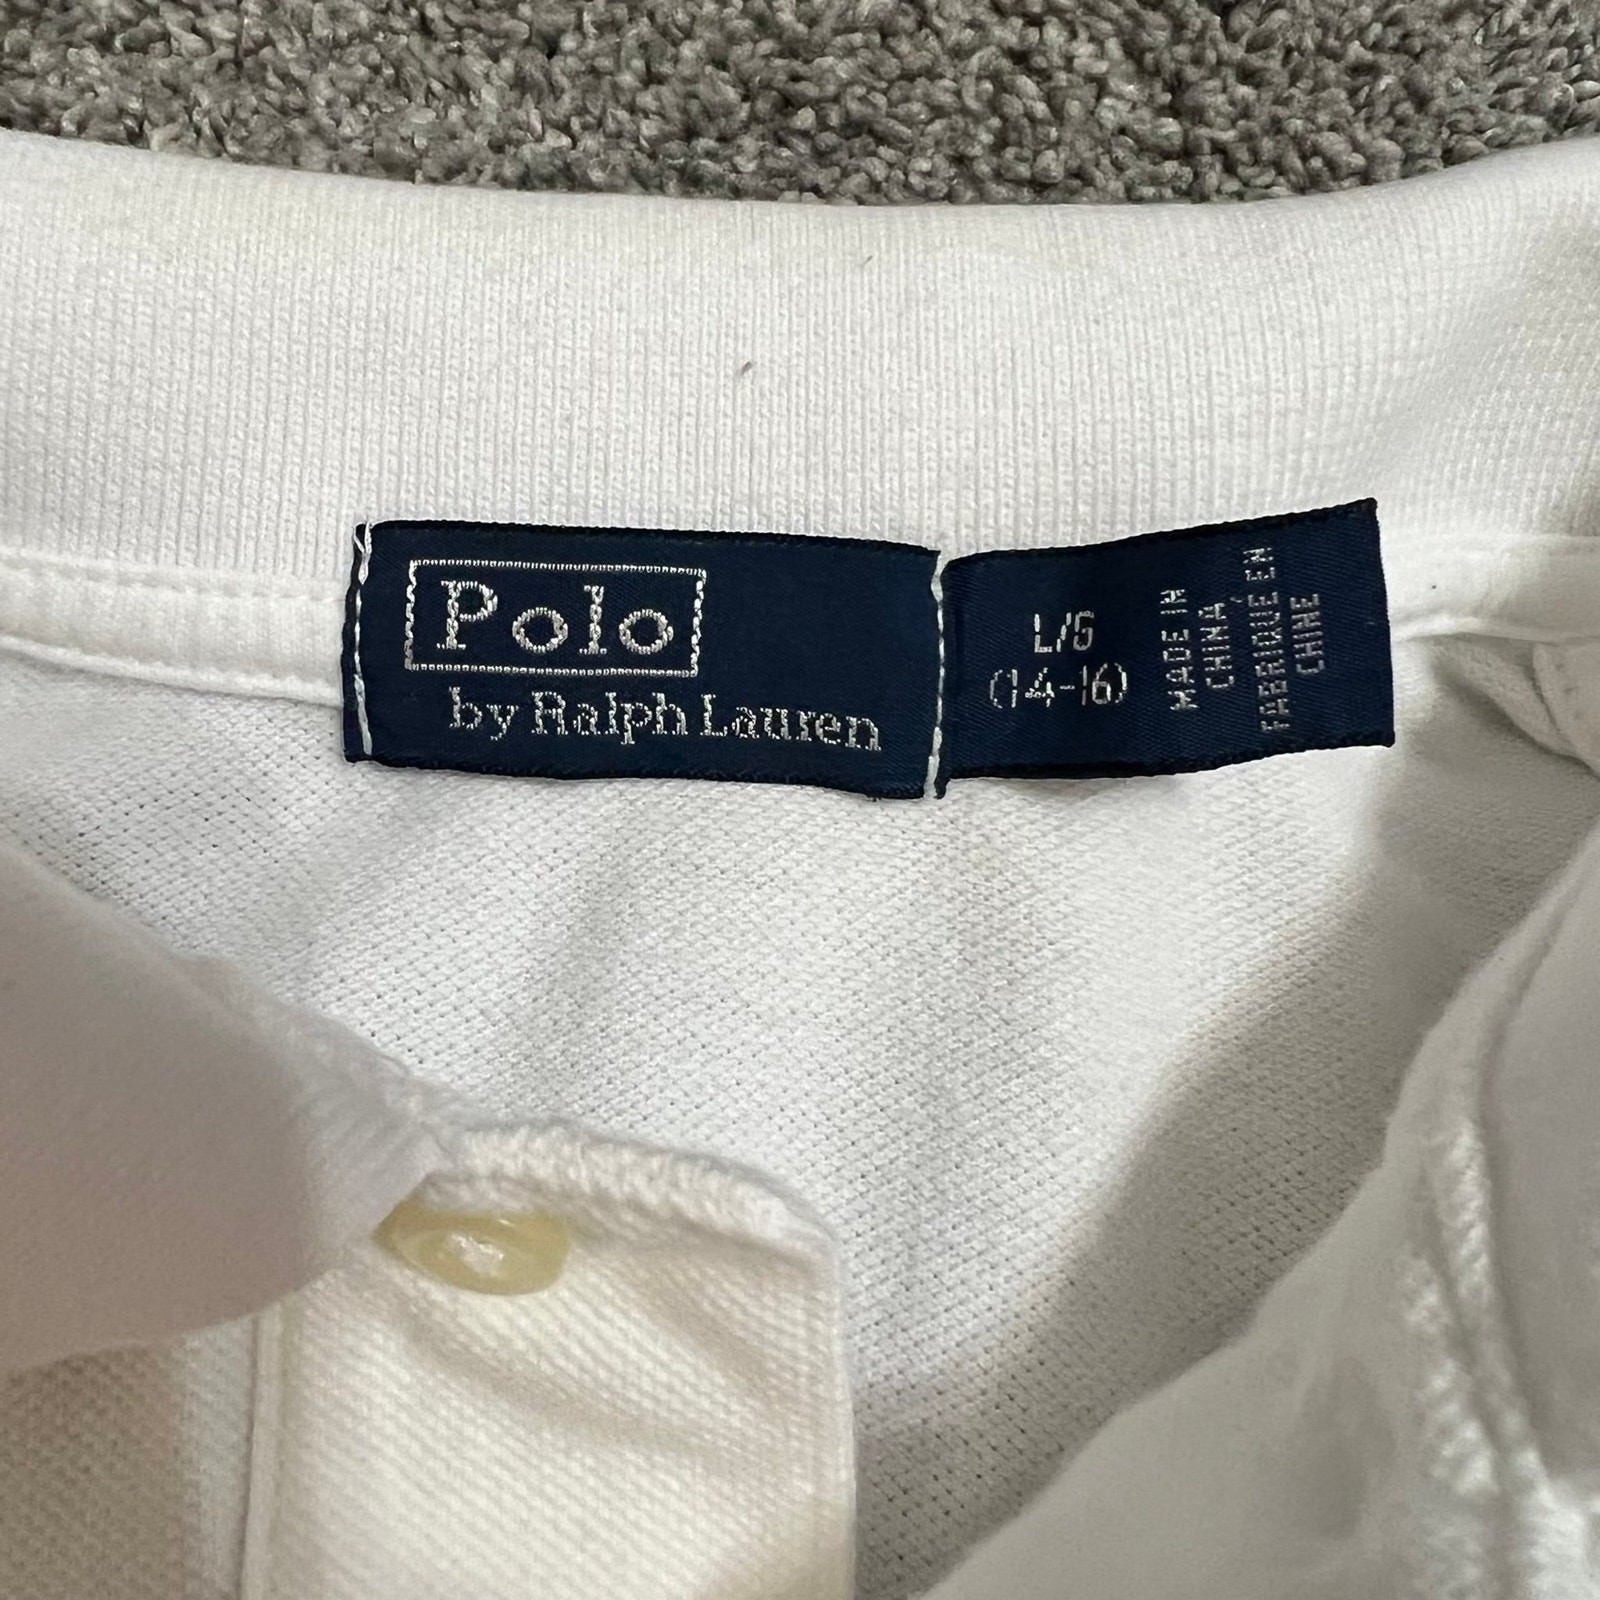 Polo
by Ralph Lauren
L/G
(14-16)
MADE IN
CHINA
FABRIQUÉ EN
CHINE